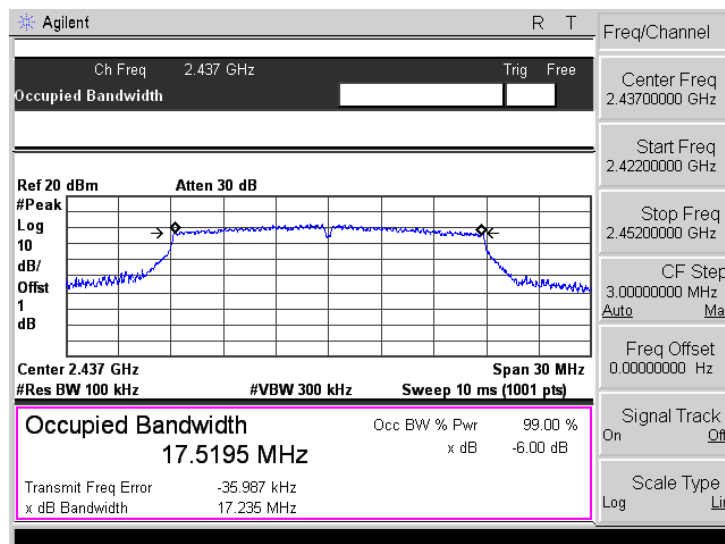 Agilent R T
Freq/Channel
Ch Freq 2.437 GHz Trig Free
Occupied Bandwidth
Center Freq
2.43700000 GHz
Start Freq
2.42200000 GHz
Stop Freq
2.45200000 GHz
CF Step
3.00000000 MHz
Auto Ma
Freq Offset
0.00000000 Hz
Signal Track
On Off
Scale Type
Log Lin
Ref 20 dBm Atten 30 dB
#Peak
Log
10
dB/
Offst
1
dB
Center 2.437 GHz Span 30 MHz
#Res BW 100 kHz #VBW 300 kHz Sweep 10 ms (1001 pts)
Occupied Bandwidth Occ BW % Pwr 99.00 %
17.5195 MHz x dB -6.00 dB
Transmit Freq Error -35.987 kHz
x dB Bandwidth 17.235 MHz